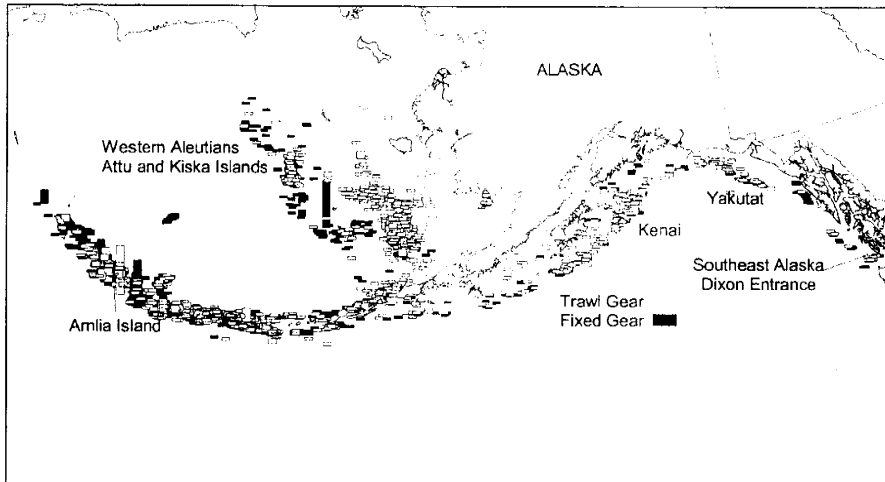 ALASKA
Western Aleutians
Attu and Kiska Islands
Yakutat
Kenai
Southeast Alaska
Dixon Entrance
Trawl Gear
Fixed Gear
Amlia Island